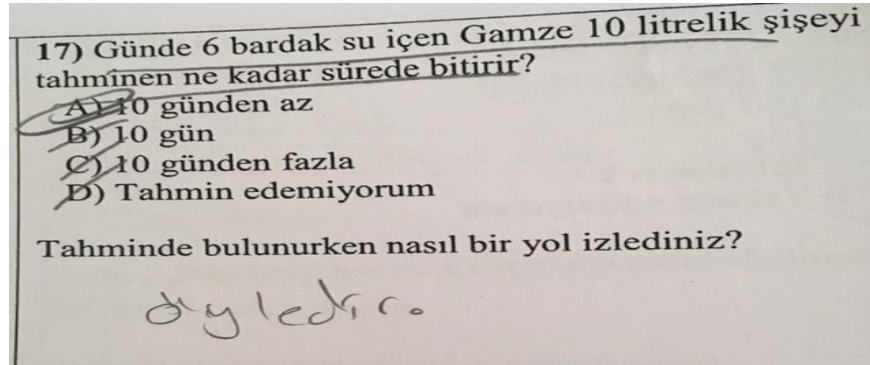 17) Günde 6 bardak su içen Gamze 10 litrelik şişeyi
tahminen ne kadar sürede bitirir?
A) 10 günden az
B) 10 gün
C) 10 günden fazla
D) Tahmin edemiyorum
Tahminde bulunurken nasıl bir yol izlediniz?
öyledir.